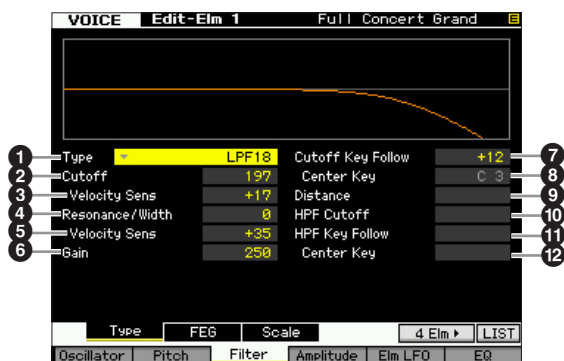 VOICE Edit-Elm 1 Full Concert Grand E
1 Type LPF18 Cutoff Key Follow +12 7
2 Cutoff 197 Center Key C 3 8
3 Velocity Sens +17 Distance 9
4 Resonance/Width 0 HPF Cutoff 10
5 Velocity Sens +35 HPF Key Follow 11
6 Gain 250 Center Key 12
Type FEG Scale 4 Elm LIST
Oscillator Pitch Filter Amplitude Elm LFO EQ